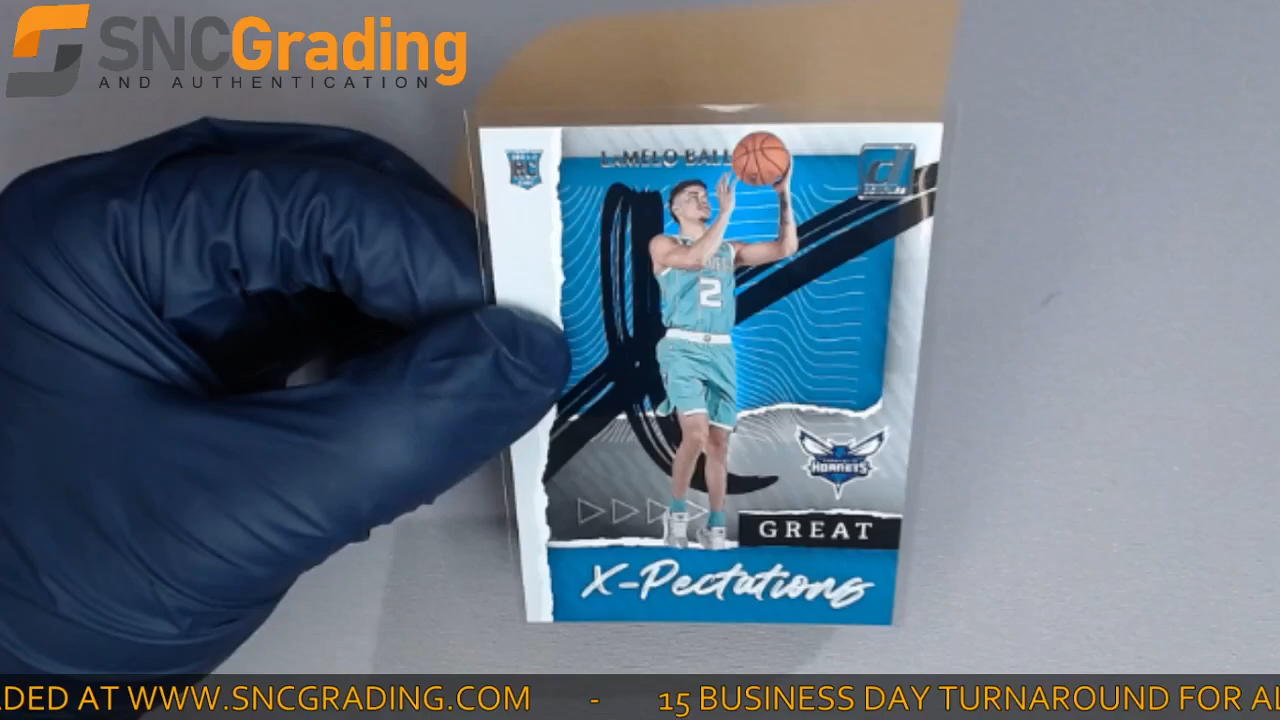 SNCGrading
AND AUTHENTICATION
RC
LAMELO BALL
d
2
HORNETS
GREAT
X-Pectations
ADED AT WWW.SNCGRADING.COM - 15 BUSINESS DAY TURNAROUND FOR AL